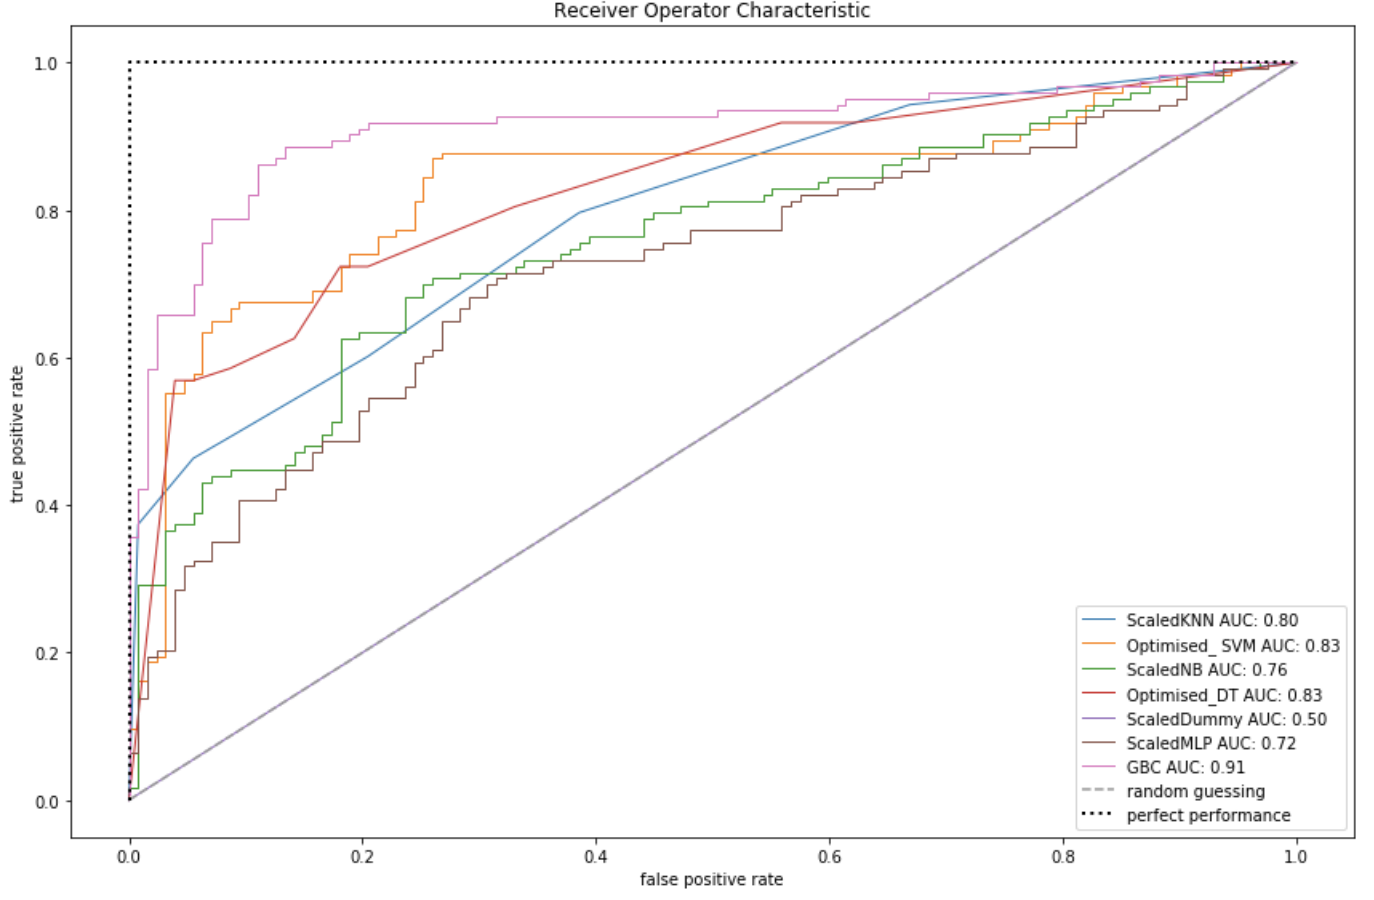 Receiver Operator Characteristic
1.0
0.8
0.6
0.4
0.2
0.0
true positive rate
0.0 0.2 0.4 0.6 0.8 1.0
false positive rate
ScaledKNN AUC: 0.80
Optimised_ SVM AUC: 0.83
ScaledNB AUC: 0.76
Optimised_DT AUC: 0.83
ScaledDummy AUC: 0.50
ScaledMLP AUC: 0.72
GBC AUC: 0.91
random guessing
perfect performance